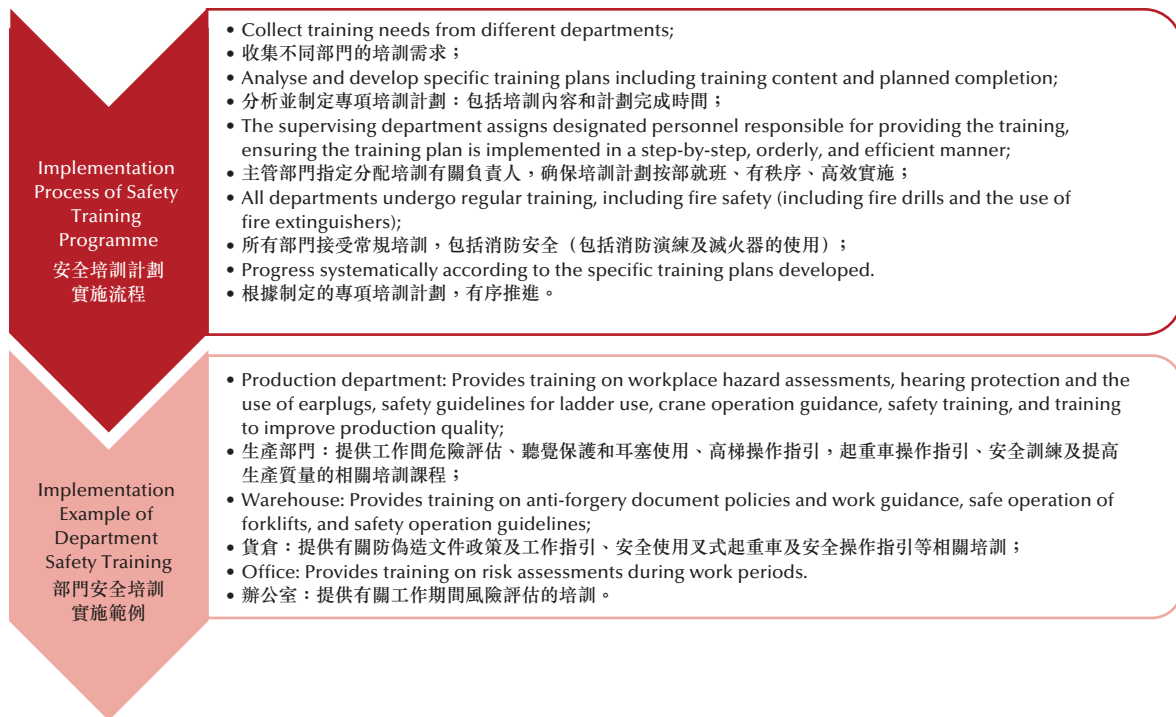 Implementation
Process of Safety
Training
Programme
安全培訓計劃
實施流程
• Collect training needs from different departments;
• 收集不同部門的培訓需求；
• Analyse and develop specific training plans including training content and planned completion;
• 分析並制定專項培訓計劃：包括培訓內容和計劃完成時間；
• The supervising department assigns designated personnel responsible for providing the training,
ensuring the training plan is implemented in a step-by-step, orderly, and efficient manner;
• 主管部門指定分配培訓有關負責人，确保培訓計劃按部就班、有秩序、高效實施；
• All departments undergo regular training, including fire safety (including fire drills and the use of
fire extinguishers);
• 所有部門接受常規培訓，包括消防安全（包括消防演練及滅火器的使用）；
• Progress systematically according to the specific training plans developed.
• 根據制定的專項培訓計劃，有序推進。
Implementation
Example of
Department
Safety Training
部門安全培訓
實施範例
• Production department: Provides training on workplace hazard assessments, hearing protection and the
use of earplugs, safety guidelines for ladder use, crane operation guidance, safety training, and training
to improve production quality;
• 生產部門：提供工作間危險評估、聽覺保護和耳塞使用、高梯操作指引，起重車操作指引、安全訓練及提高
生產質量的相關培訓課程；
• Warehouse: Provides training on anti-forgery document policies and work guidance, safe operation of
forklifts, and safety operation guidelines;
• 貨倉：提供有關防偽造文件政策及工作指引、安全使用叉式起重車及安全操作指引等相關培訓；
• Office: Provides training on risk assessments during work periods.
• 辦公室：提供有關工作期間風險評估的培訓。